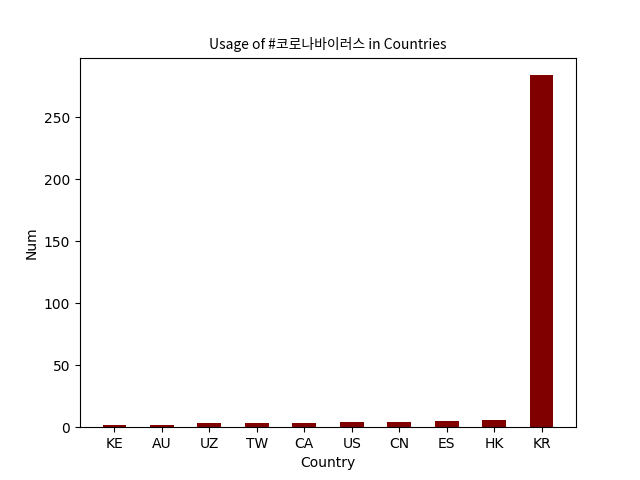 Usage of #코로나바이러스 in Countries
Num
250
200
150
100
50
0
KE AU UZ TW CA US CN ES HK KR
Country